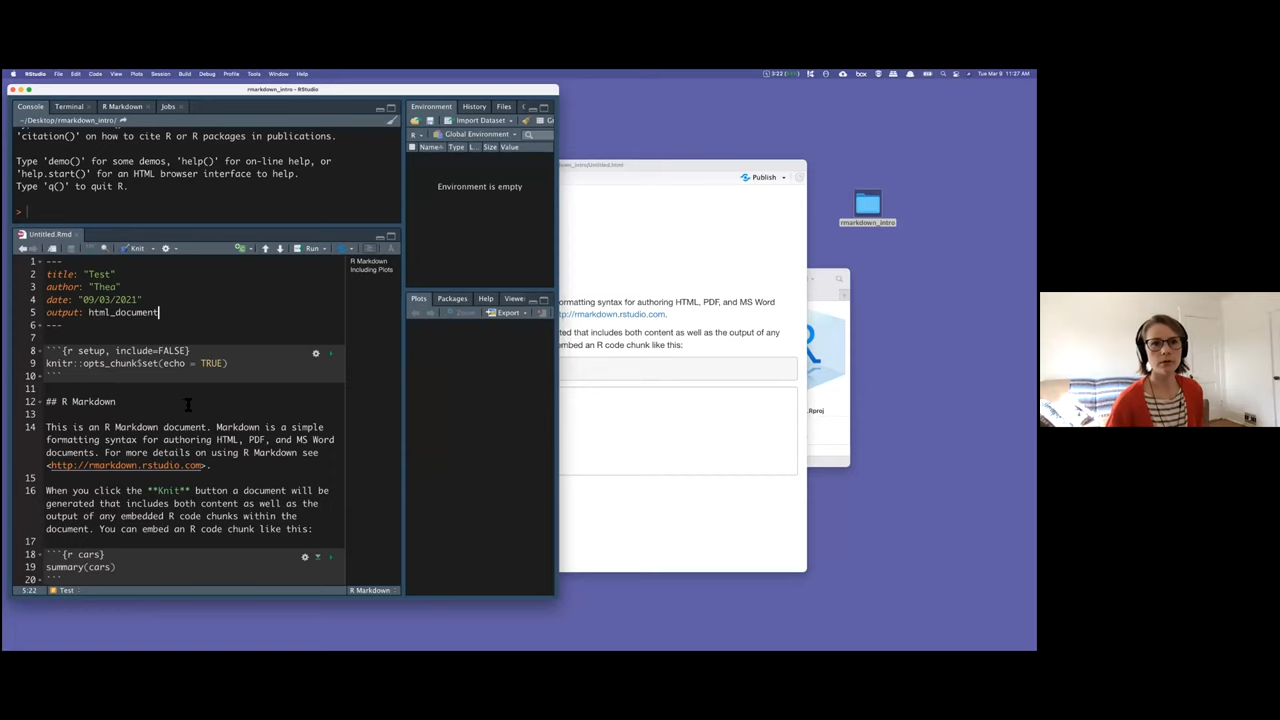 RStudio File Edit Code View Plots Session Build Debug Profile Tools Window Help
3:22
box
Tue Mar 9 11:27 AM
rmarkdown_intro - RStudio
Console Terminal R Markdown Jobs
~/Desktop/rmarkdown_intro/
'citation()' on how to cite R or R packages in publications.
Type 'demo()' for some demos, 'help()' for on-line help, or
'help.start()' for an HTML browser interface to help.
Type 'q()' to quit R.
>
Environment History Files
Import Dataset
R Global Environment
Name Type L... Size Value
Environment is empty
Untitled.Rmd
Knit Run
1 ---
2 title: "Test"
3 author: "Thea"
4 date: "09/03/2021"
5 output: html_document
6 ---
7
8 ```{r setup, include=FALSE}
9 knitr::opts_chunk$set(echo = TRUE)
10 ```
11
12 ## R Markdown
13
14 This is an R Markdown document. Markdown is a simple
formatting syntax for authoring HTML, PDF, and MS Word
documents. For more details on using R Markdown see
<http://rmarkdown.rstudio.com>.
15
16 When you click the **Knit** button a document will be
generated that includes both content as well as the
output of any embedded R code chunks within the
document. You can embed an R code chunk like this:
17
18 ```{r cars}
19 summary(cars)
20 ```
5:22 Test R Markdown
R Markdown
Including Plots
Plots Packages Help Viewe
Zoom Export
Publish
ormatting syntax for authoring HTML, PDF, and MS Word
://rmarkdown.rstudio.com.
ted that includes both content as well as the output of any
mbed an R code chunk like this:
rmarkdown_intro
.Rproj